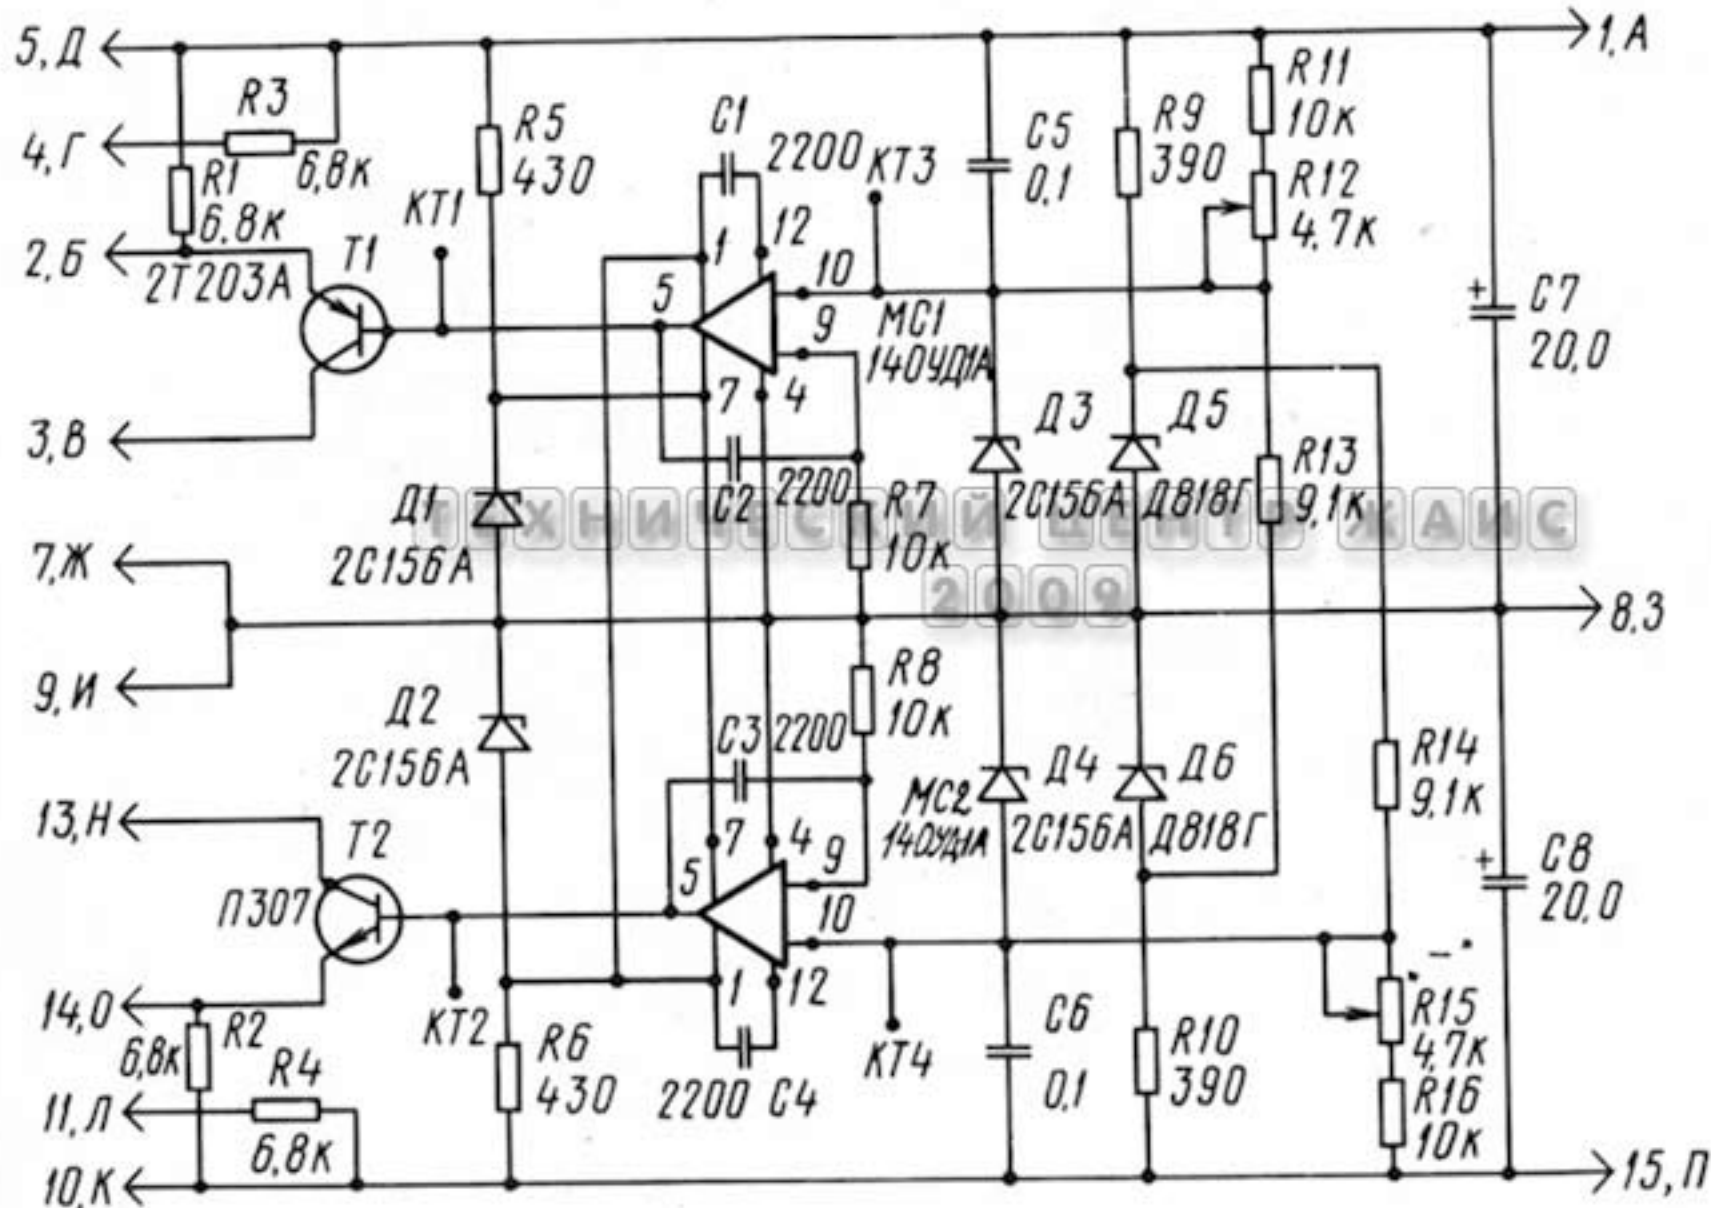 5,Д
1,А
R3
6,8к
4,Г
R1
6.8к
2,Б
T1
2Т203А
КТ1
R5
430
C1
2200
КТ3
C5
0,1
R9
390
R11
10к
R12
4,7к
12
1
10
5
9
МС1
140УД1А
7
4
C7
20,0
3,В
C2
2200
R7
10к
Д3
2С156А
Д5
Д818Г
R13
9,1к
Д1
2С156А
ТЕХНИЧЕСКИЙ ЦЕНТР ЖАИС
2009
7,Ж
8,З
9,И
Д2
2С156А
R8
10к
C3 2200
Д4
2С156А
Д6
Д818Г
R14
9,1к
МС2
140УД1А
13,Н
T2
П307
7
4
9
5
10
1
12
C8
20,0
14,О
R2
6,8к
КТ2
R6
430
2200 C4
КТ4
C6
0,1
R10
390
R15
4,7к
R16
10к
11,Л
R4
6,8к
10,К
15,П